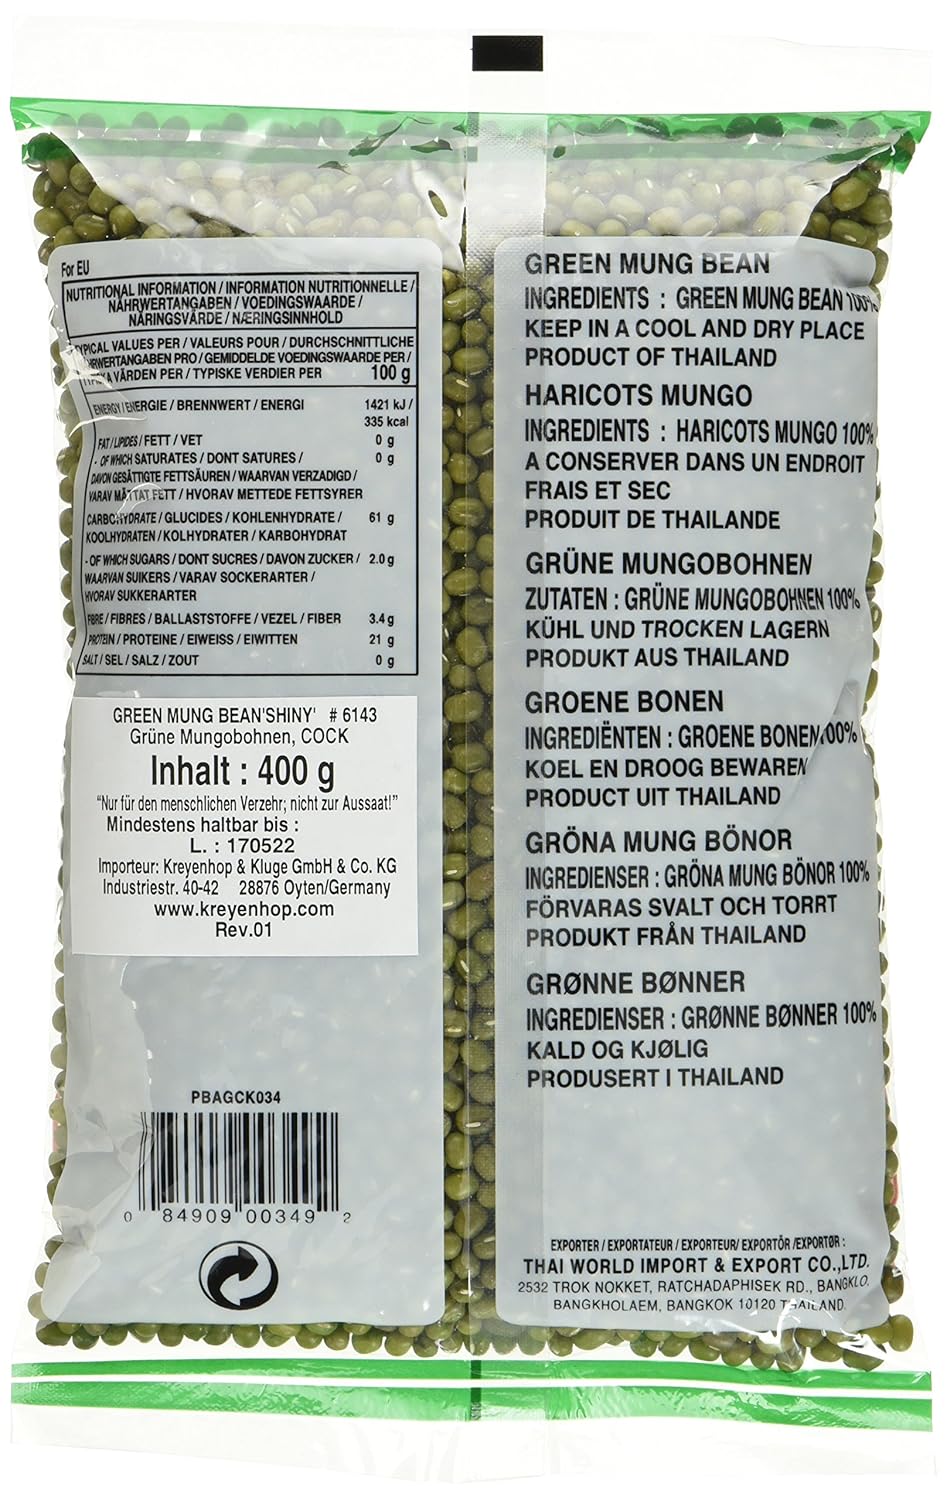 For EU
NUTRITIONAL INFORMATION / INFORMATION NUTRITIONNELLE /
NÄHRWERTANGABEN / VOEDINGSWAARDE /
NÄRINGSVÄRDE / NÆRINGSINNHOLD
TYPICAL VALUES PER / VALEURS POUR / DURCHSCHNITTLICHE
NÄHRWERTANGABEN PRO / GEMIDDELDE VOEDINGSWAARDE PER /
TYPISKA VÄRDEN PER / TYPISKE VERDIER PER 100 g
ENERGY / ENERGIE / BRENNWERT / ENERGI 1421 kJ /
335 kcal
FAT / LIPIDES / FETT / VET 0 g
- OF WHICH SATURATES / DONT SATURES / 0 g
DAVON GESÄTTIGTE FETTSÄUREN / WAARVAN VERZADIGD /
VARAV MÄTTAT FETT / HVORAV METTEDE FETTSYRER
CARBOHYDRATE / GLUCIDES / KOHLENHYDRATE / 61 g
KOOLHYDRATEN / KOLHYDRATER / KARBOHYDRAT
- OF WHICH SUGARS / DONT SUCRES / DAVON ZUCKER / 2.0 g
WAARVAN SUIKERS / VARAV SOCKERARTER /
HVORAV SUKKERARTER
FIBRE / FIBRES / BALLASTSTOFFE / VEZEL / FIBER 3.4 g
PROTEIN / PROTEINE / EIWEISS / EIWITTEN 21 g
SALT / SEL / SALZ / ZOUT 0 g
GREEN MUNG BEAN'SHINY' # 6143
Grüne Mungobohnen, COCK
Inhalt : 400 g
"Nur für den menschlichen Verzehr; nicht zur Aussaat!"
Mindestens haltbar bis :
L. : 170522
Importeur: Kreyenhop & Kluge GmbH & Co. KG
Industriestr. 40-42 28876 Oyten/Germany
www.kreyenhop.com
Rev.01
PBAGCK034
0 84909 00349 2
GREEN MUNG BEAN
INGREDIENTS : GREEN MUNG BEAN 100%
KEEP IN A COOL AND DRY PLACE
PRODUCT OF THAILAND
HARICOTS MUNGO
INGREDIENTS : HARICOTS MUNGO 100%
A CONSERVER DANS UN ENDROIT
FRAIS ET SEC
PRODUIT DE THAILANDE
GRÜNE MUNGOBOHNEN
ZUTATEN : GRÜNE MUNGOBOHNEN 100%
KÜHL UND TROCKEN LAGERN
PRODUKT AUS THAILAND
GROENE BONEN
INGREDIËNTEN : GROENE BONEN 100%
KOEL EN DROOG BEWAREN
PRODUCT UIT THAILAND
GRÖNA MUNG BÖNOR
INGREDIENSER : GRÖNA MUNG BÖNOR 100%
FÖRVARAS SVALT OCH TORRT
PRODUKT FRÅN THAILAND
GRØNNE BØNNER
INGREDIENSER : GRØNNE BØNNER 100%
KALD OG KJØLIG
PRODUSERT I THAILAND
EXPORTER / EXPORTATEUR / EXPORTEUR/ EXPORTÖR /EXPORTØR :
THAI WORLD IMPORT & EXPORT CO.,LTD.
2532 TROK NOKKET, RATCHADAPHISEK RD., BANGKLO,
BANGKHOLAEM, BANGKOK 10120 THAILAND.